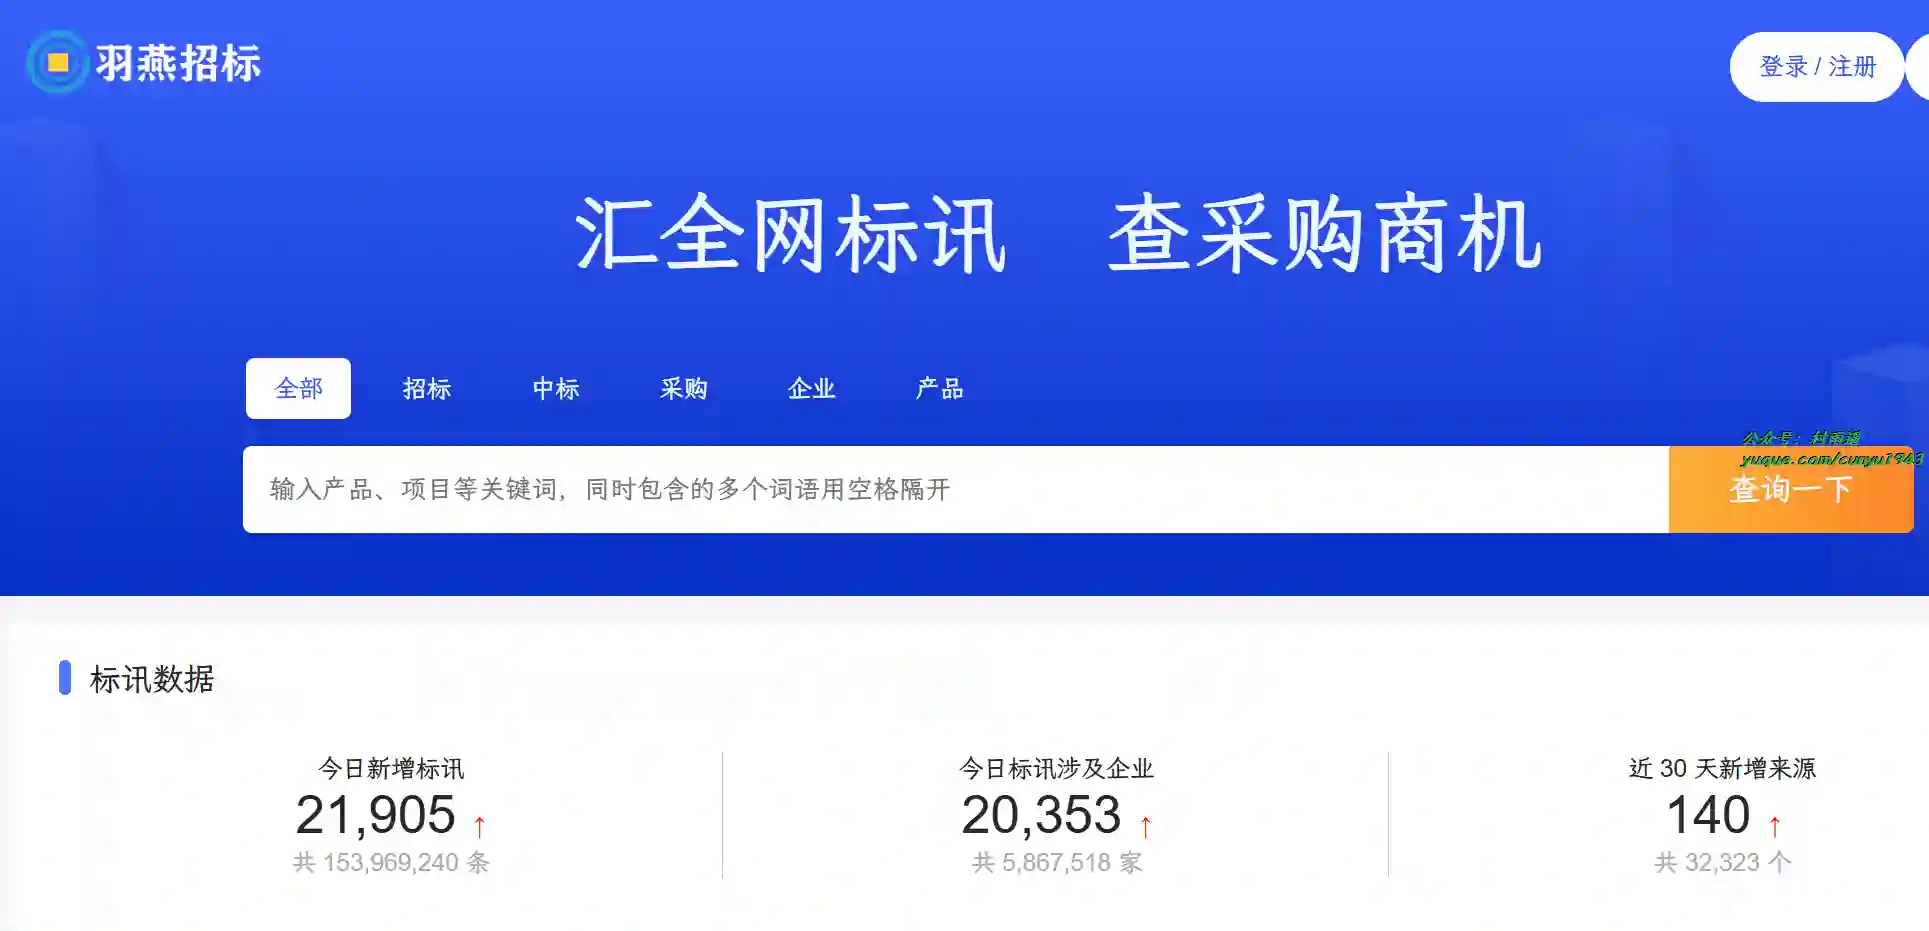 羽燕招标
登录 / 注册
汇全网标讯 查采购商机
全部 招标 中标 采购 企业 产品
公众号：村雨遥
yuque.com/cunyu1943
输入产品、项目等关键词，同时包含的多个词语用空格隔开
查询一下
标讯数据
今日新增标讯 今日标讯涉及企业 近 30 天新增来源
21,905 ↑ 20,353 ↑ 140 ↑
共 153,969,240 条 共 5,867,518 家 共 32,323 个